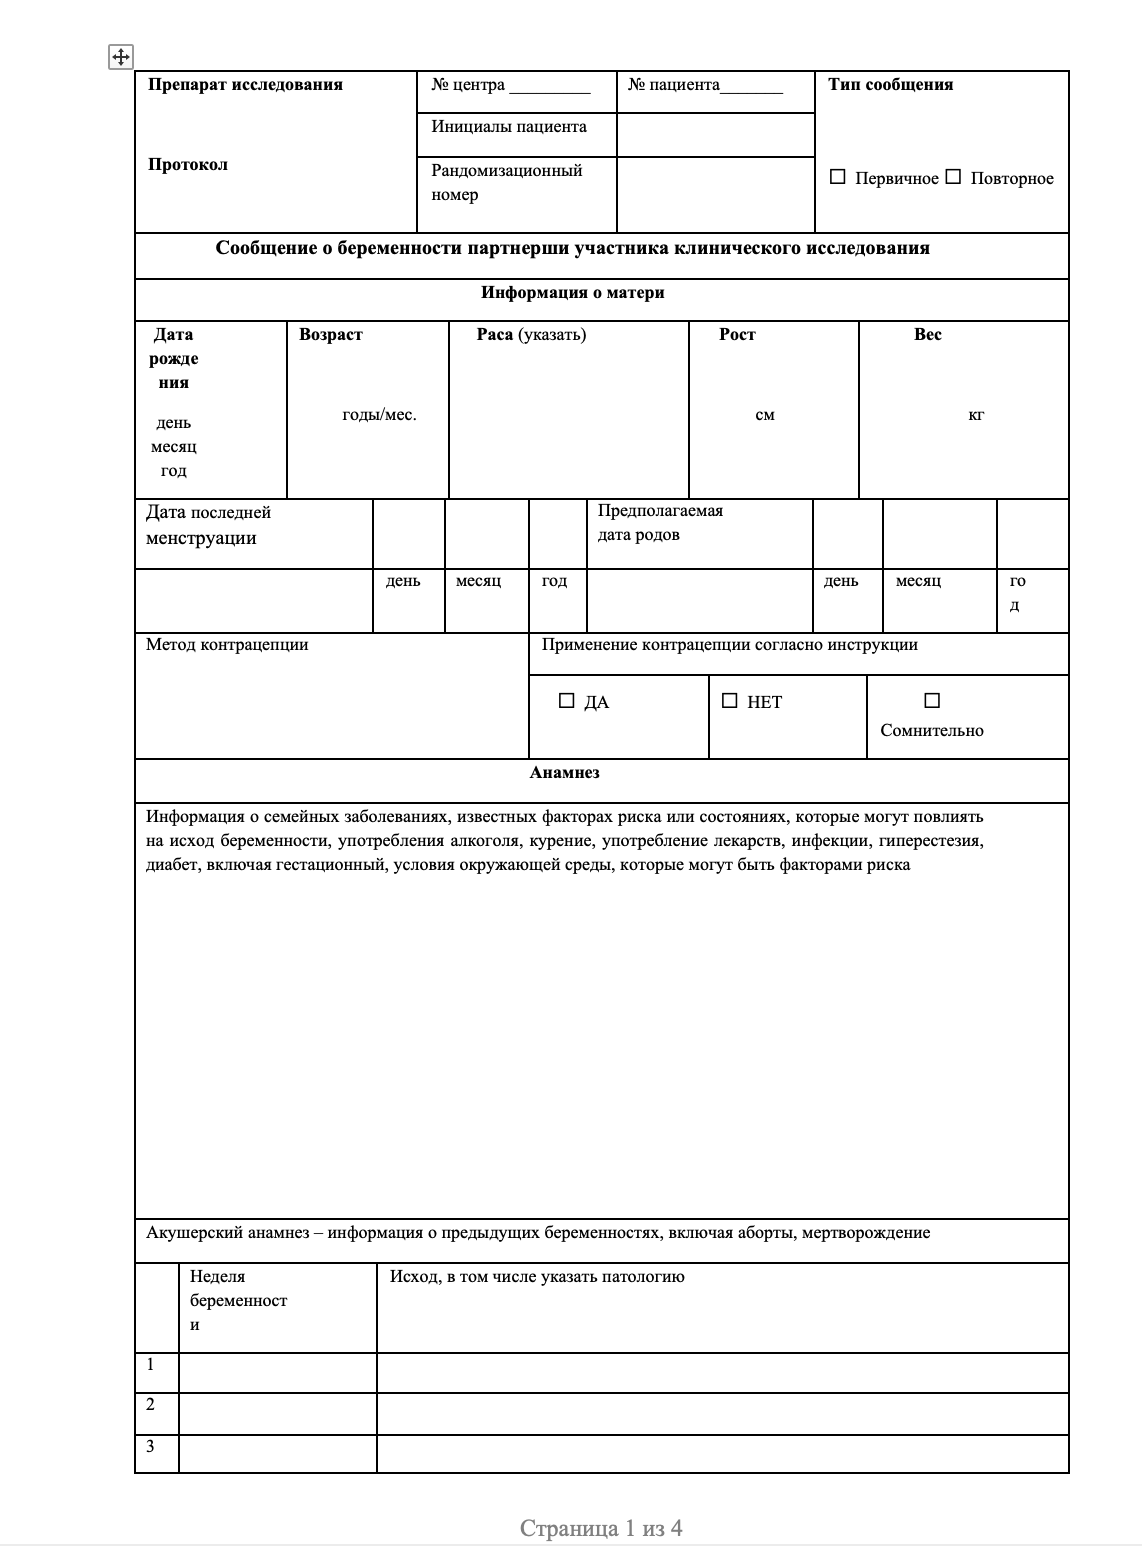 Препарат исследования
Протокол
№ центра _________
№ пациента_______
Инициалы пациента
Рандомизационный
номер
Тип сообщения
☐ Первичное ☐ Повторное
Сообщение о беременности партнерши участника клинического исследования
Информация о матери
Дата
рожде
ния
день
месяц
год
Возраст
годы/мес.
Раса (указать)
Рост
см
Вес
кг
Дата последней
менструации
Предполагаемая
дата родов
день
месяц
год
день
месяц
го
д
Метод контрацепции
Применение контрацепции согласно инструкции
☐ ДА
☐ НЕТ
☐
Сомнительно
Анамнез
Информация о семейных заболеваниях, известных факторах риска или состояниях, которые могут повлиять
на исход беременности, употребления алкоголя, курение, употребление лекарств, инфекции, гиперестезия,
диабет, включая гестационный, условия окружающей среды, которые могут быть факторами риска
Акушерский анамнез – информация о предыдущих беременностях, включая аборты, мертворождение
Неделя
беременност
и
Исход, в том числе указать патологию
1
2
3
Страница 1 из 4